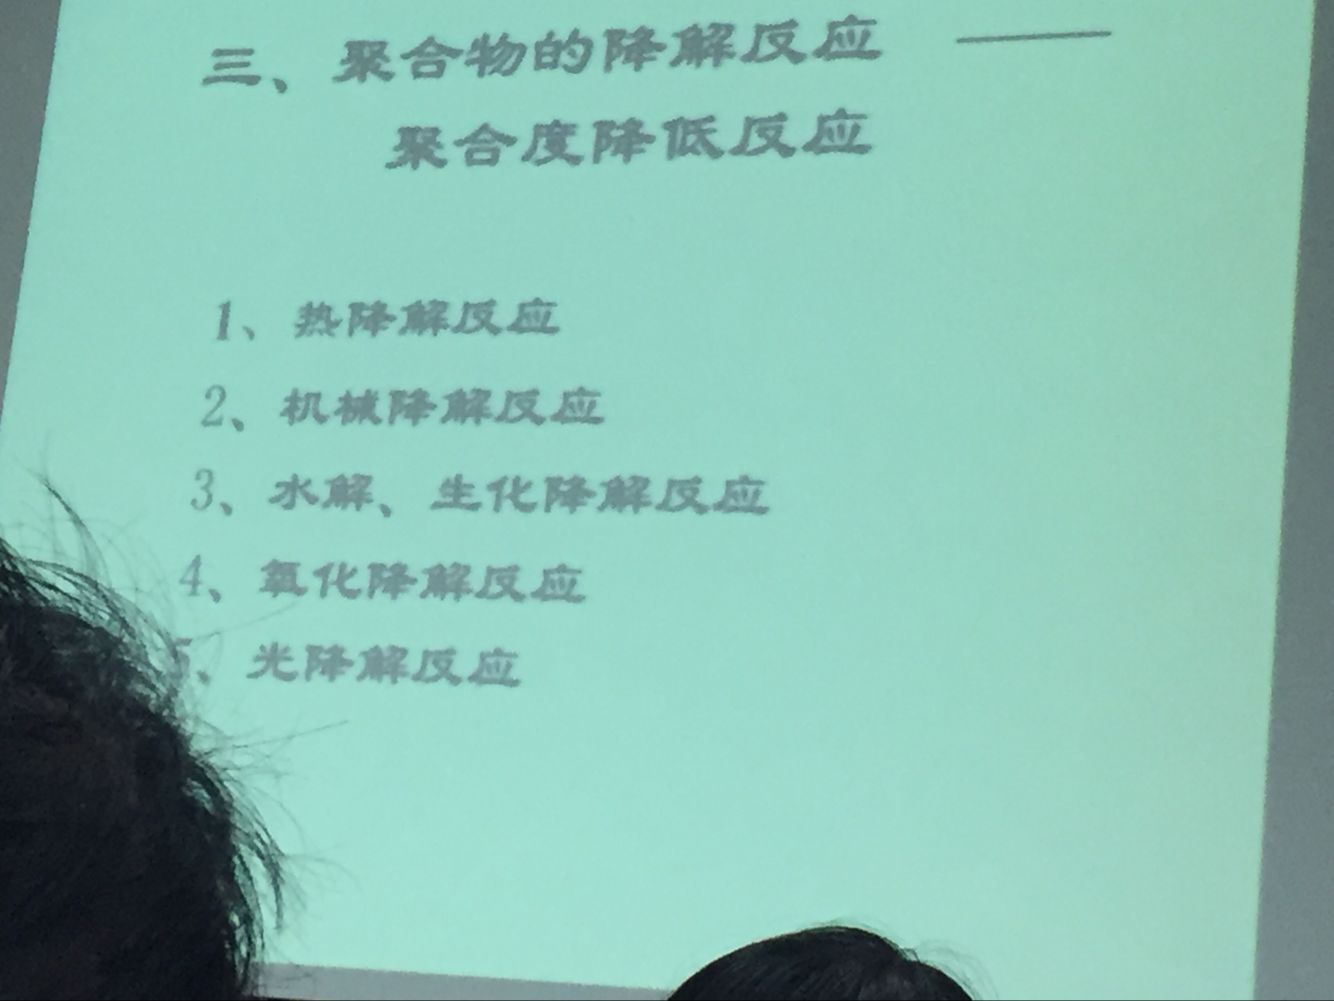 三、聚合物的降解反应 ——
聚合度降低反应
1、热降解反应
2、机械降解反应
3、水解、生化降解反应
4、氧化降解反应
5、光降解反应